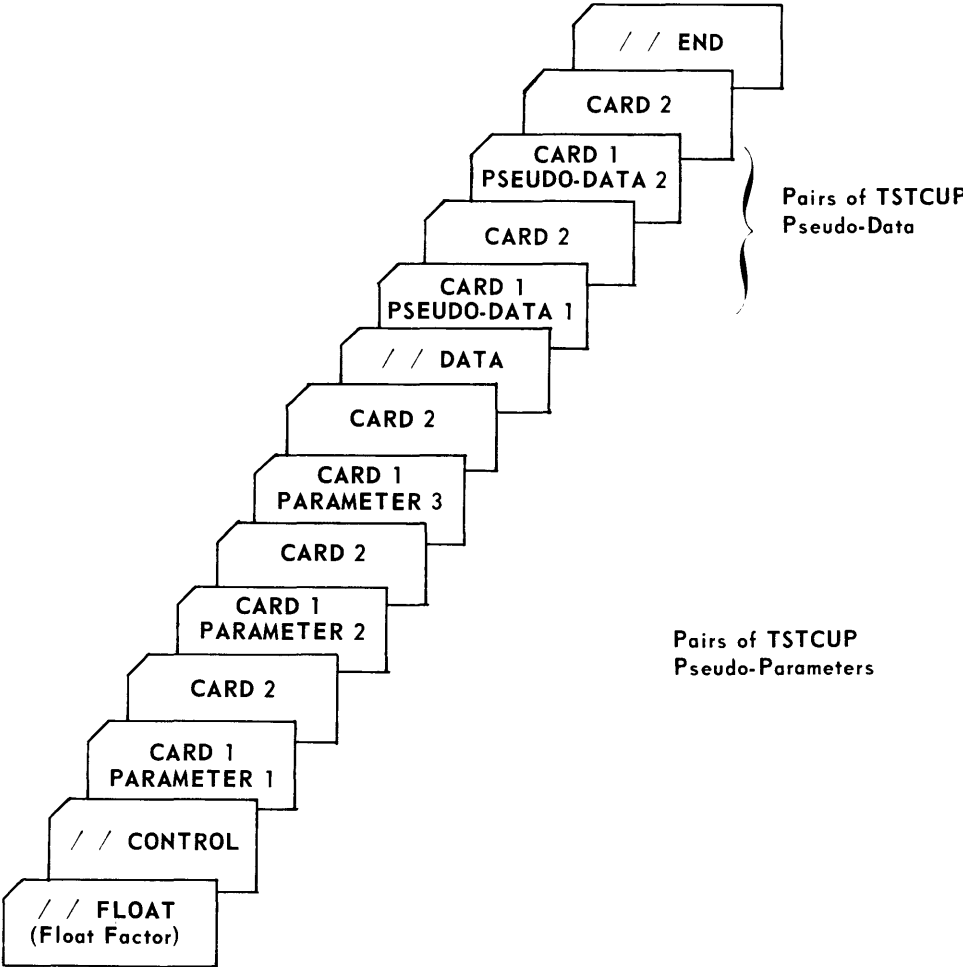 / / END
CARD 2
CARD 1
PSEUDO-DATA 2
Pairs of TSTCUP
Pseudo-Data
CARD 2
CARD 1
PSEUDO-DATA 1
/ / DATA
CARD 2
CARD 1
PARAMETER 3
CARD 2
CARD 1
PARAMETER 2
Pairs of TSTCUP
Pseudo-Parameters
CARD 2
CARD 1
PARAMETER 1
/ / CONTROL
/ / FLOAT
(Float Factor)